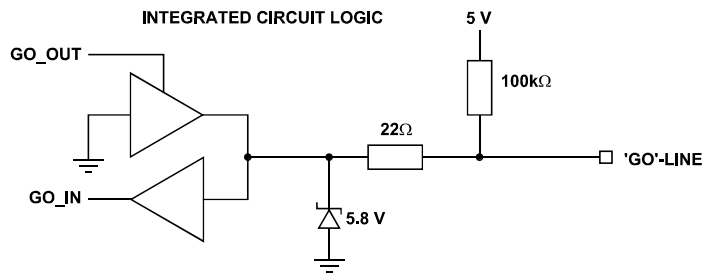 INTEGRATED CIRCUIT LOGIC
5 V
GO_OUT
100kΩ
22Ω
'GO'-LINE
GO_IN
5.8 V